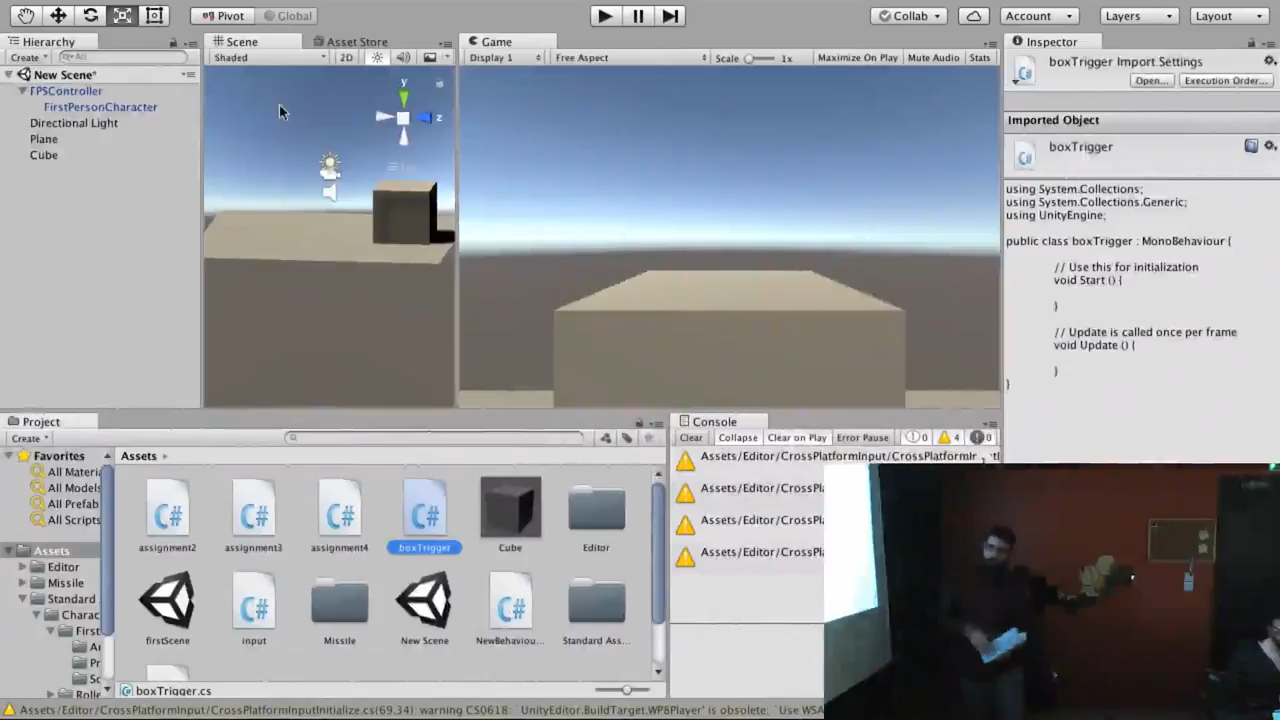 Pivot
Global
Collab
Account
Layers
Layout
Hierarchy
Create
All
New Scene*
FPSController
FirstPersonCharacter
Directional Light
Plane
Cube
Scene
Asset Store
Shaded
2D
y
z
Game
Display 1
Free Aspect
Scale
1x
Maximize On Play
Mute Audio
Stats
Inspector
boxTrigger Import Settings
Open...
Execution Order...
Imported Object
boxTrigger
using System.Collections;
using System.Collections.Generic;
using UnityEngine;
public class boxTrigger : MonoBehaviour {
// Use this for initialization
void Start () {
}
// Update is called once per frame
void Update () {
}
}
Project
Create
Favorites
All Materi
All Models
All Prefab
All Scripts
Assets
Editor
Missile
Standard
Charac
First
Pr
Rolle
Assets
assignment2
assignment3
assignment4
boxTrigger
Cube
Editor
firstScene
input
Missile
New Scene
NewBehaviou...
Standard Ass...
boxTrigger.cs
Console
Clear
Collapse
Clear on Play
Error Pause
0
4
0
Assets/Editor/CrossPlatformInput/CrossPlatformInp
Assets/Editor/CrossPla
Assets/Editor/CrossPla
Assets/Editor/CrossPla
Assets/Editor/CrossPlatformInput/CrossPlatformInputInitialize.cs(69,34): warning CS0618: `UnityEditor.BuildTarget.WP8Player' is obsolete: `Use WSA